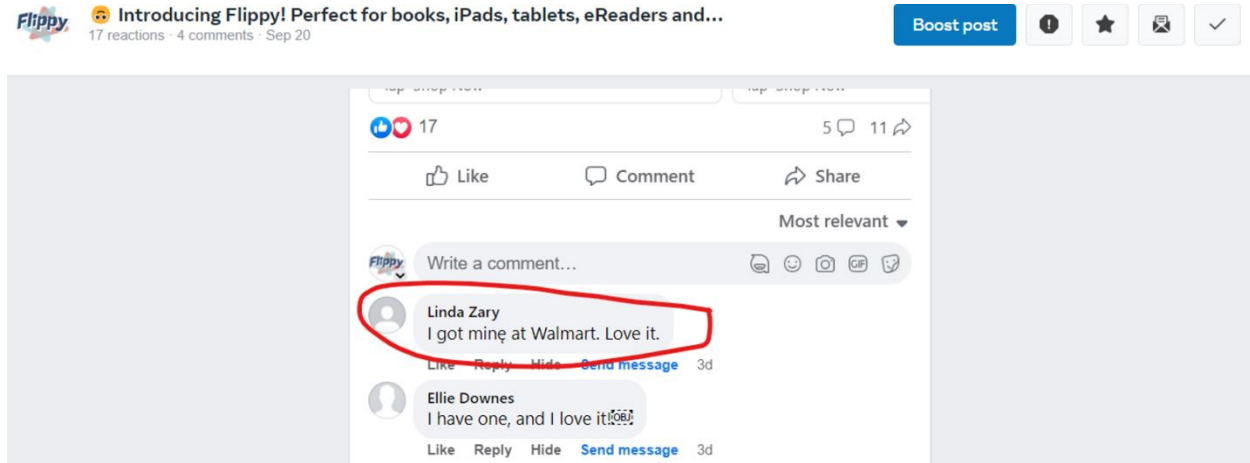 Flippy
🙃 Introducing Flippy! Perfect for books, iPads, tablets, eReaders and...
17 reactions · 4 comments · Sep 20
Boost post
17
5 11
Like Comment Share
Most relevant
Flippy
Write a comment...
GIF
Linda Zary
I got minę at Walmart. Love it.
Like Reply Hide Send message 3d
Ellie Downes
I have one, and I love it!OBJ
Like Reply Hide Send message 3d